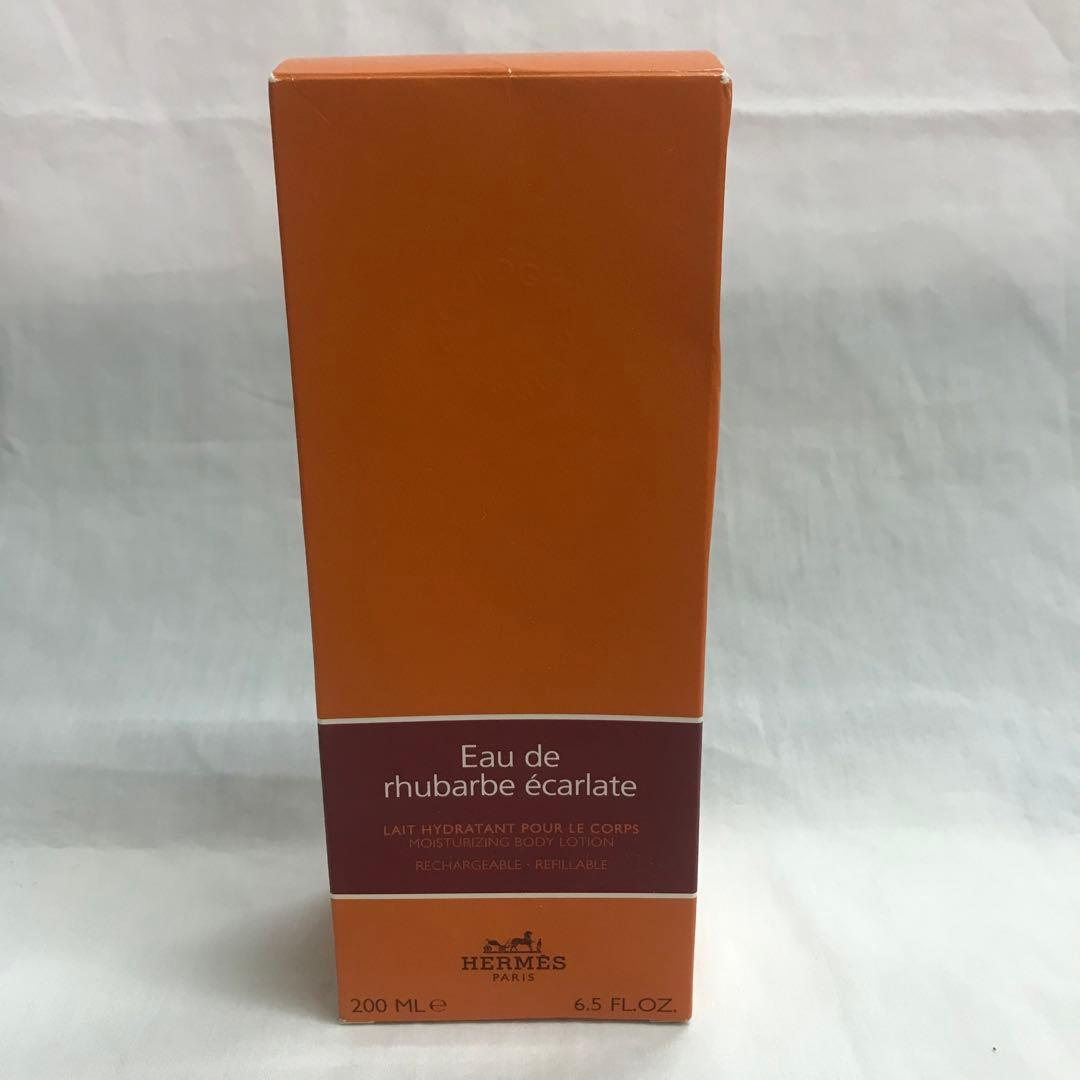 Eau de
rhubarbe écarlate
LAIT HYDRATANT POUR LE CORPS
MOISTURIZING BODY LOTION
RECHARGEABLE · REFILLABLE
HERMÈS
PARIS
200 ML ℮ 6.5 FL.OZ.